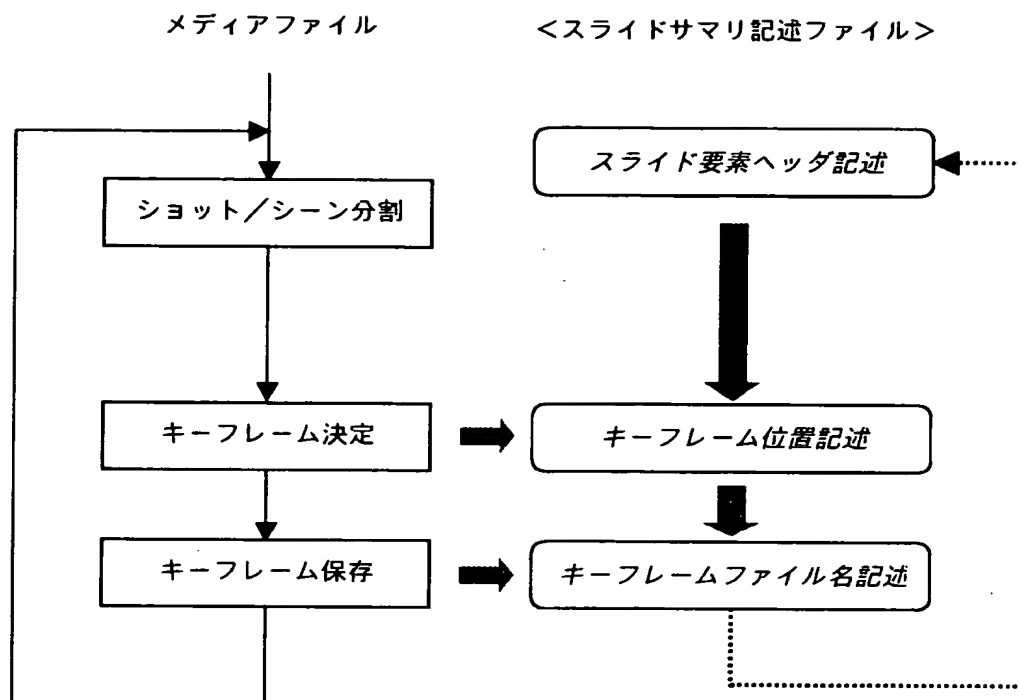 メディアファイル
＜スライドサマリ記述ファイル＞
スライド要素ヘッダ記述
ショット／シーン分割
キーフレーム決定
キーフレーム位置記述
キーフレーム保存
キーフレームファイル名記述